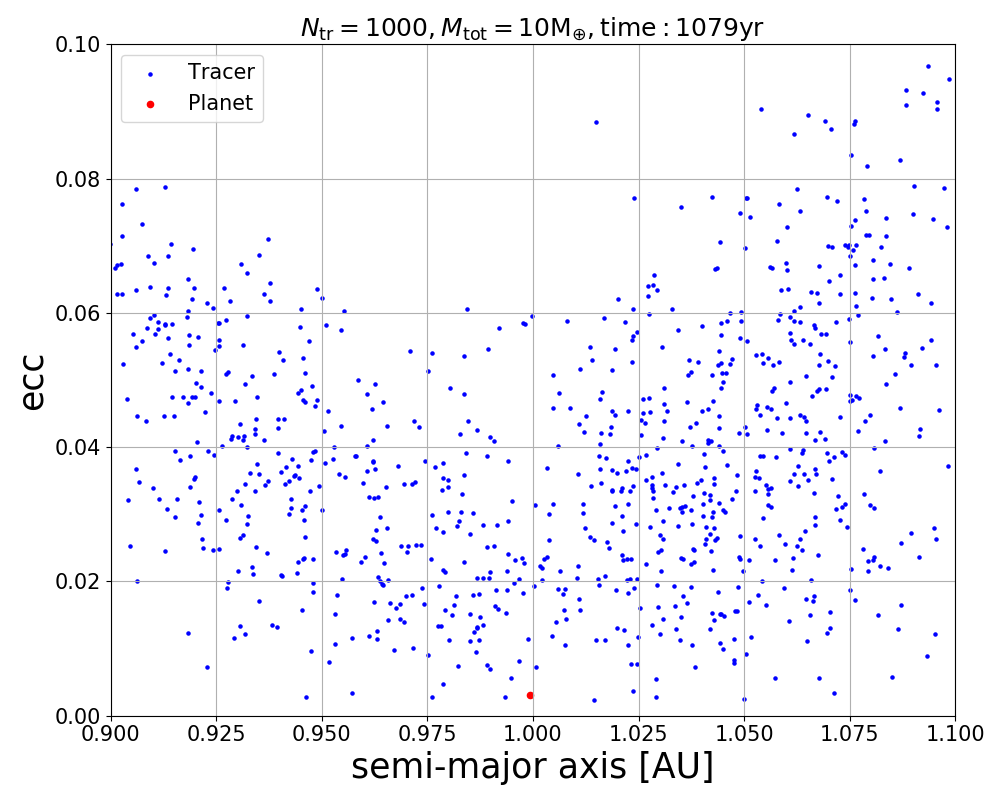 N_tr = 1000, M_tot = 10M_⊕, time : 1079yr
Tracer
Planet
ecc
0.10
0.08
0.06
0.04
0.02
0.00
0.900 0.925 0.950 0.975 1.000 1.025 1.050 1.075 1.100
semi-major axis [AU]